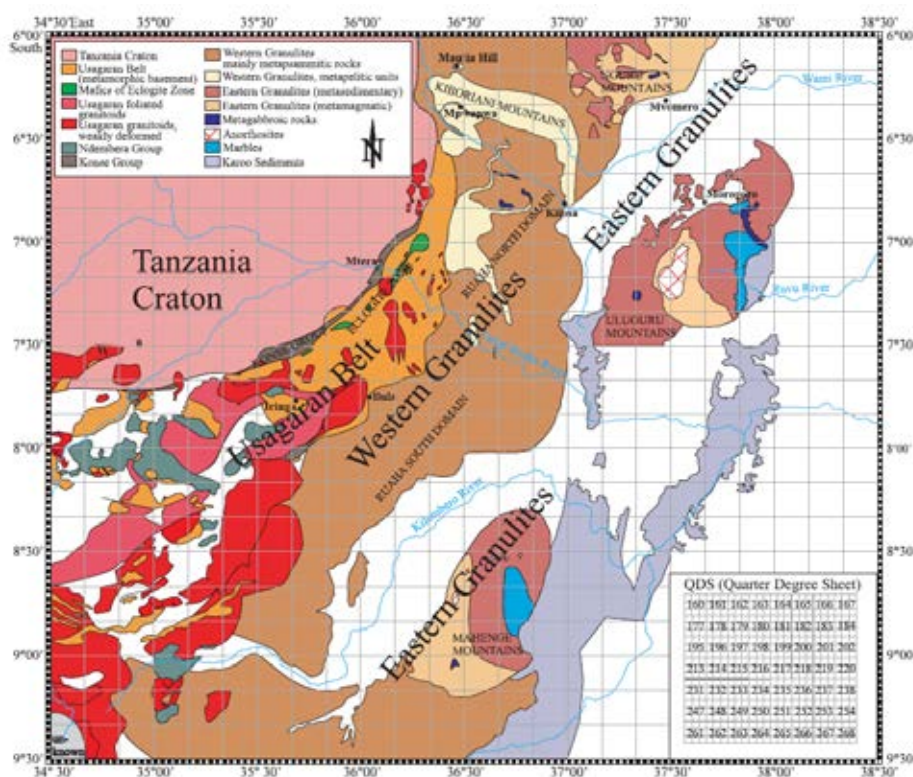 34°30'East 35°00' 35°30' 36°00' 36°30' 37°00' 37°30' 38°00' 38°30'
6°00'
South
6°30'
7°00'
7°30'
8°00'
8°30'
9°00'
9°30'
Tanzania Craton
Usagaran Belt
(metamorphic basement)
Mafics of Eclogite Zone
Usagaran foliated
granitoids
Usagaran granitoids,
weakly deformed
Ndembera Group
Konse Group
Western Granulites
mainly metapsammitic rocks
Western Granulites, metapelitic units
Eastern Granulites (metasedimentary)
Eastern Granulites (metamagmatic)
Metagabbroic rocks
Anorthosites
Marbles
Karoo Sediments
N
Hill
KIBORIANI MOUNTAINS
Mpwapwa
MOUNTAINS
Mvomero
Wami River
Eastern Granulites
Morogoro
Kilosa
Tanzania
Craton
Mtera
RUAHA NORTH DOMAIN
Ruvu River
ULUGURU
MOUNTAINS
Usagaran Belt
Western Granulites
Iringa
RUAHA SOUTH DOMAIN
Kilombero River
Eastern Granulites
MAHENGE
MOUNTAINS
QDS (Quarter Degree Sheet)
160 161 162 163 164 165 166 167
177 178 179 180 181 182 183 184
195 196 197 198 199 200 201 202
213 214 215 216 217 218 219 220
231 232 233 234 235 236 237 238
247 248 249 250 251 252 253 254
261 262 263 264 265 266 267 268
34°30' 35°00' 35°30' 36°00' 36°30' 37°00' 37°30' 38°00' 38°30'